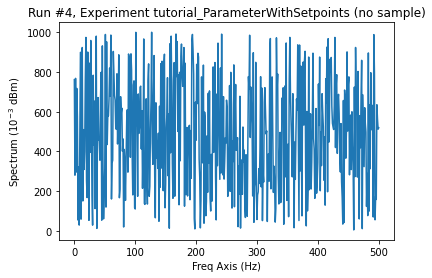 Run #4, Experiment tutorial_ParameterWithSetpoints (no sample)
1000
800
600
400
200
0
Spectrum (10⁻³ dBm)
0 100 200 300 400 500
Freq Axis (Hz)